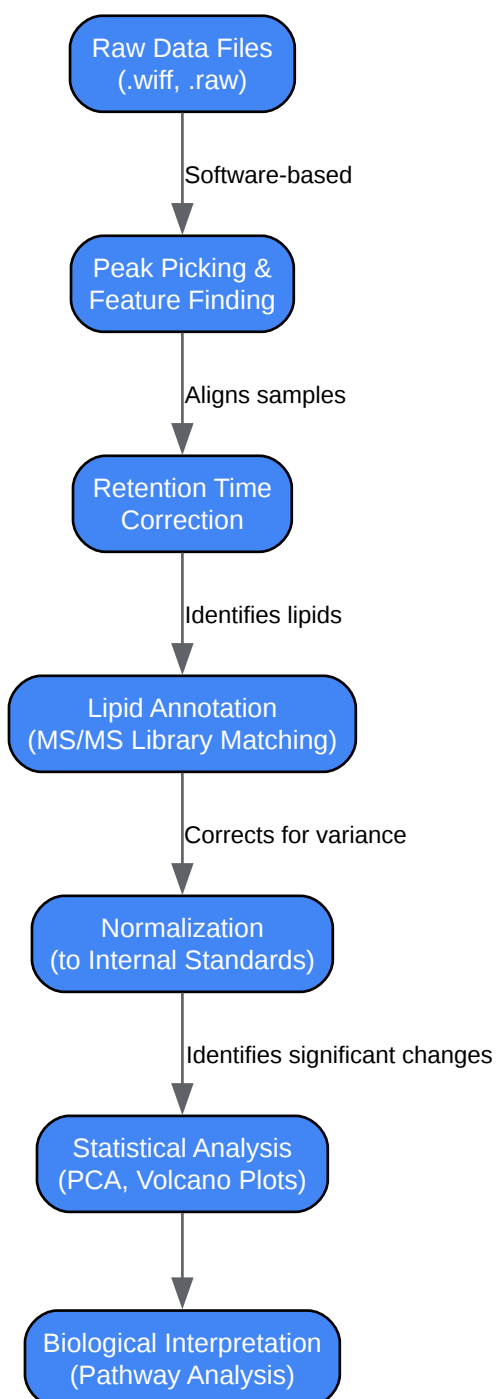 Raw Data Files
(.wiff, .raw)
Software-based
Peak Picking &
Feature Finding
Aligns samples
Retention Time
Correction
Identifies lipids
Lipid Annotation
(MS/MS Library Matching)
Corrects for variance
Normalization
(to Internal Standards)
Identifies significant changes
Statistical Analysis
(PCA, Volcano Plots)
Biological Interpretation
(Pathway Analysis)